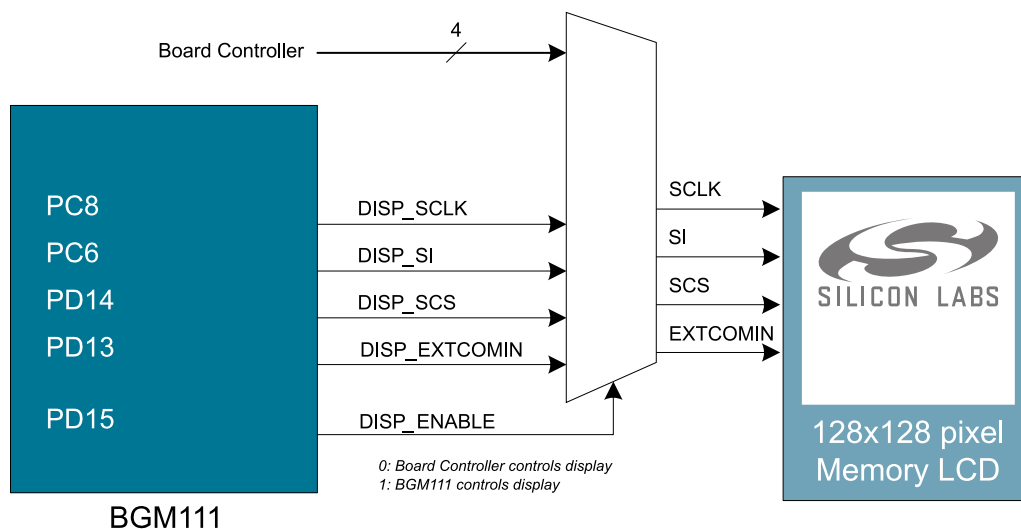 4
Board Controller
PC8
DISP_SCLK
SCLK
PC6
DISP_SI
SI
PD14
DISP_SCS
SCS
PD13
DISP_EXTCOMIN
EXTCOMIN
SILICON LABS
PD15
DISP_ENABLE
128x128 pixel
Memory LCD
0: Board Controller controls display
1: BGM111 controls display
BGM111